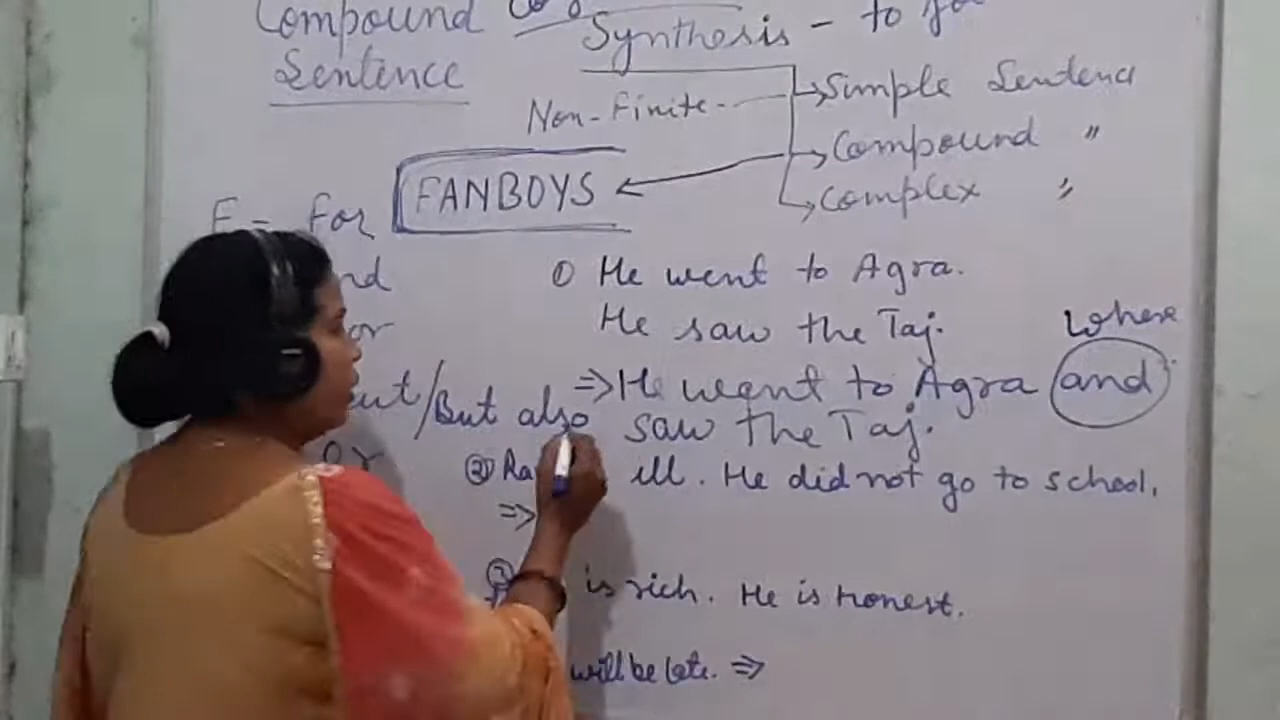 Compound
Sentence
Synthesis - to
Non-Finite
Simple Sentence
Compound "
Complex "
FANBOYS
F - For
nd
or
① He went to Agra.
He saw the Taj.
where
ut/But also
⇒ He went to Agra and
saw the Taj.
or
② Ra ill. He did not go to school.
⇒
③ is rich. He is Honest.
will be late. ⇒